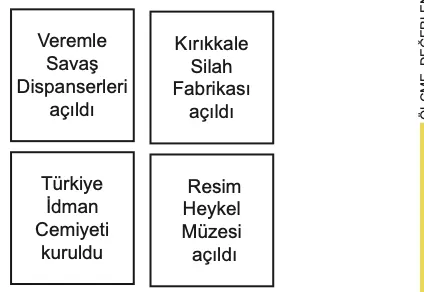 Veremle
Savaş
Dispanserleri
açıldı
Kırıkkale
Silah
Fabrikası
açıldı
Türkiye
İdman
Cemiyeti
kuruldu
Resim
Heykel
Müzesi
açıldı